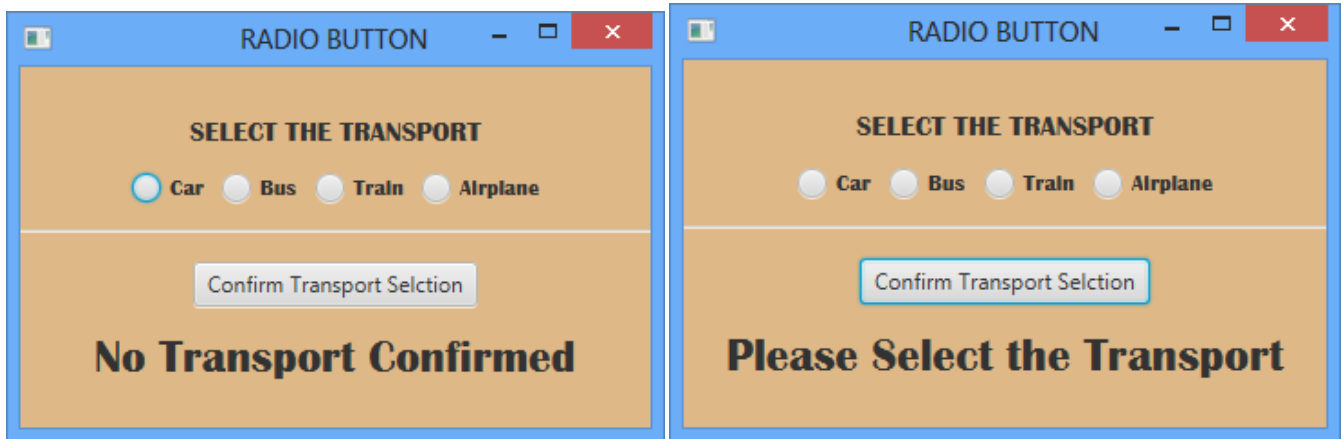 RADIO BUTTON
SELECT THE TRANSPORT
Car Bus Train Airplane
Confirm Transport Selction
No Transport Confirmed
RADIO BUTTON
SELECT THE TRANSPORT
Car Bus Train Airplane
Confirm Transport Selction
Please Select the Transport